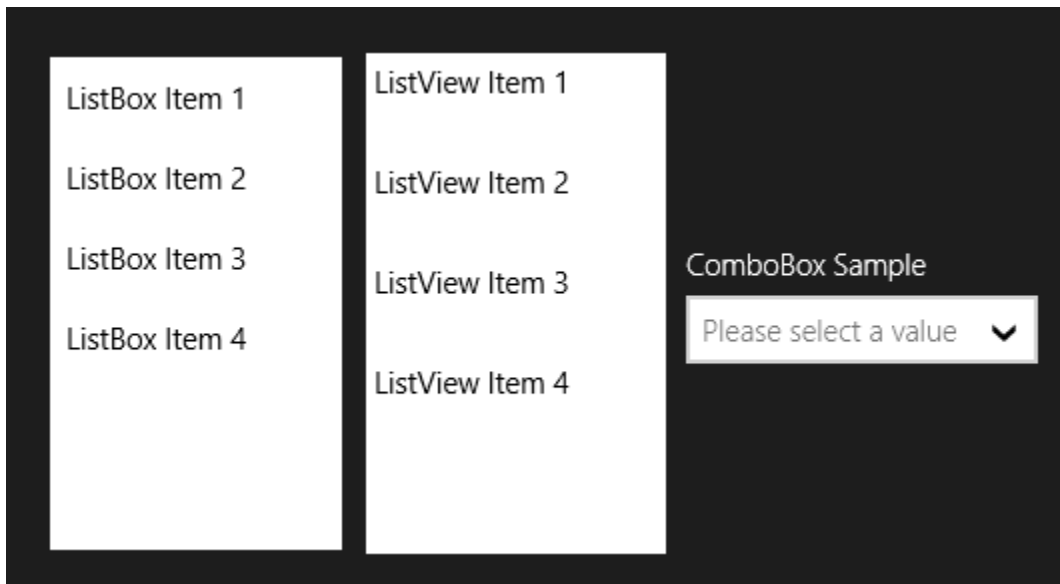 ListBox Item 1
ListBox Item 2
ListBox Item 3
ListBox Item 4
ListView Item 1
ListView Item 2
ListView Item 3
ListView Item 4
ComboBox Sample
Please select a value